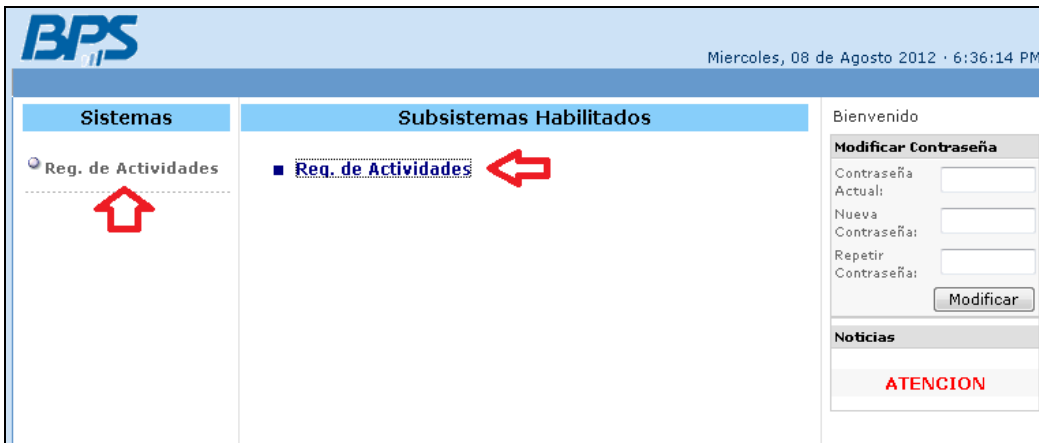 BPS
Miercoles, 08 de Agosto 2012 · 6:36:14 PM
Sistemas
Reg. de Actividades
Subsistemas Habilitados
Reg. de Actividades
Bienvenido
Modificar Contraseña
Contraseña
Actual:
Nueva
Contraseña:
Repetir
Contraseña:
Modificar
Noticias
ATENCION